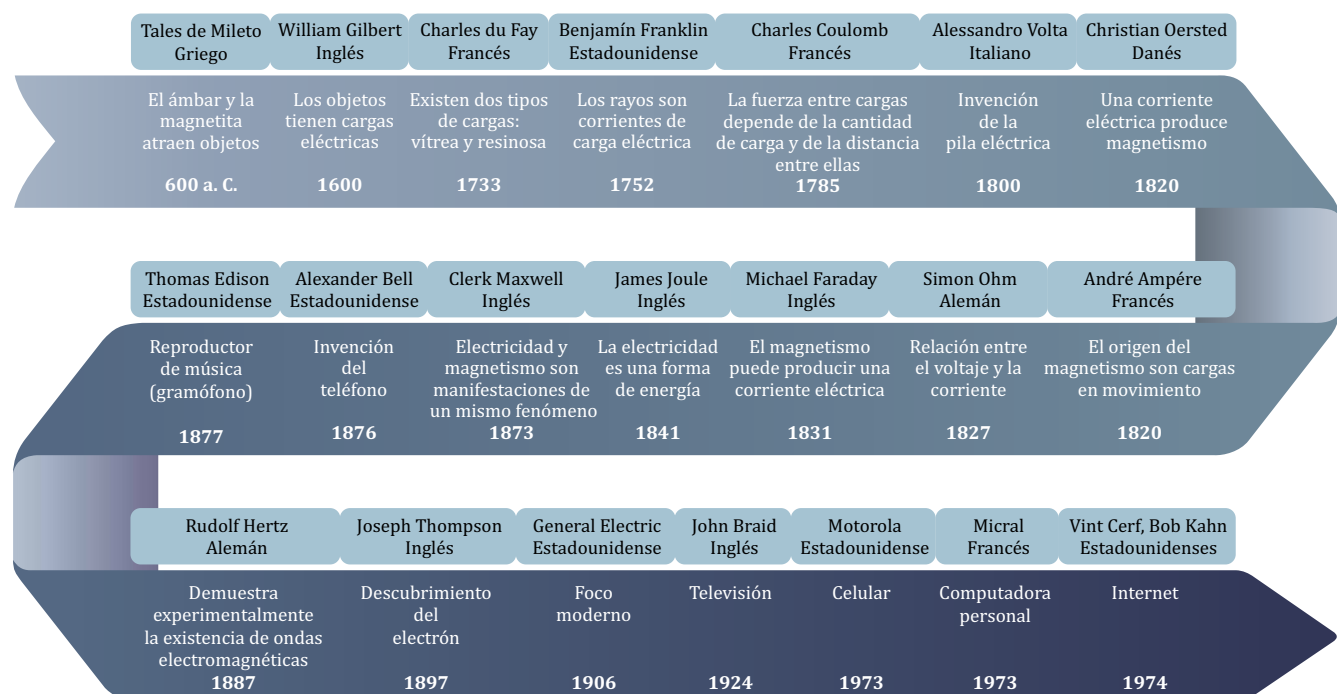 Tales de Mileto
Griego
El ámbar y la
magnetita
atraen objetos
600 a. C.
William Gilbert
Inglés
Los objetos
tienen cargas
eléctricas
1600
Charles du Fay
Francés
Existen dos tipos
de cargas:
vítrea y resinosa
1733
Benjamín Franklin
Estadounidense
Los rayos son
corrientes de
carga eléctrica
1752
Charles Coulomb
Francés
La fuerza entre cargas
depende de la cantidad
de carga y de la distancia
entre ellas
1785
Alessandro Volta
Italiano
Invención
de la
pila eléctrica
1800
Christian Oersted
Danés
Una corriente
eléctrica produce
magnetismo
1820
André Ampére
Francés
El origen del
magnetismo son cargas
en movimiento
1820
Simon Ohm
Alemán
Relación entre
el voltaje y la
corriente
1827
Michael Faraday
Inglés
El magnetismo
puede producir una
corriente eléctrica
1831
James Joule
Inglés
La electricidad
es una forma
de energía
1841
Clerk Maxwell
Inglés
Electricidad y
magnetismo son
manifestaciones de
un mismo fenómeno
1873
Alexander Bell
Estadounidense
Invención
del
teléfono
1876
Thomas Edison
Estadounidense
Reproductor
de música
(gramófono)
1877
Rudolf Hertz
Alemán
Demuestra
experimentalmente
la existencia de ondas
electromagnéticas
1887
Joseph Thompson
Inglés
Descubrimiento
del
electrón
1897
General Electric
Estadounidense
Foco
moderno
1906
John Braid
Inglés
Televisión
1924
Motorola
Estadounidense
Celular
1973
Micral
Francés
Computadora
personal
1973
Vint Cerf, Bob Kahn
Estadounidenses
Internet
1974